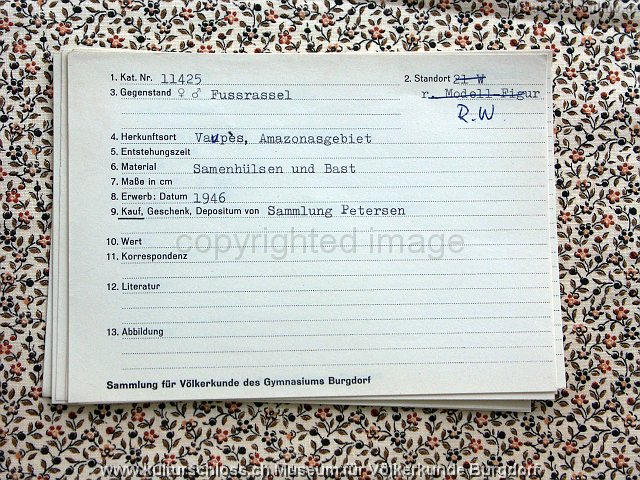 1. Kat. Nr. 11425 2. Standort 21 W
3. Gegenstand ♀ ♂ Fussrassel r. Modell-Figur
R.W.
4. Herkunftsort Vaupès, Amazonasgebiet
5. Entstehungszeit
6. Material Samenhülsen und Bast
7. Maße in cm
8. Erwerb: Datum 1946
9. Kauf, Geschenk, Depositum von Sammlung Petersen
10. Wert
copyrighted image
11. Korrespondenz
12. Literatur
13. Abbildung
Sammlung für Völkerkunde des Gymnasiums Burgdorf
www.kulturschloss.ch Museum für Völkerkunde Burgdorf